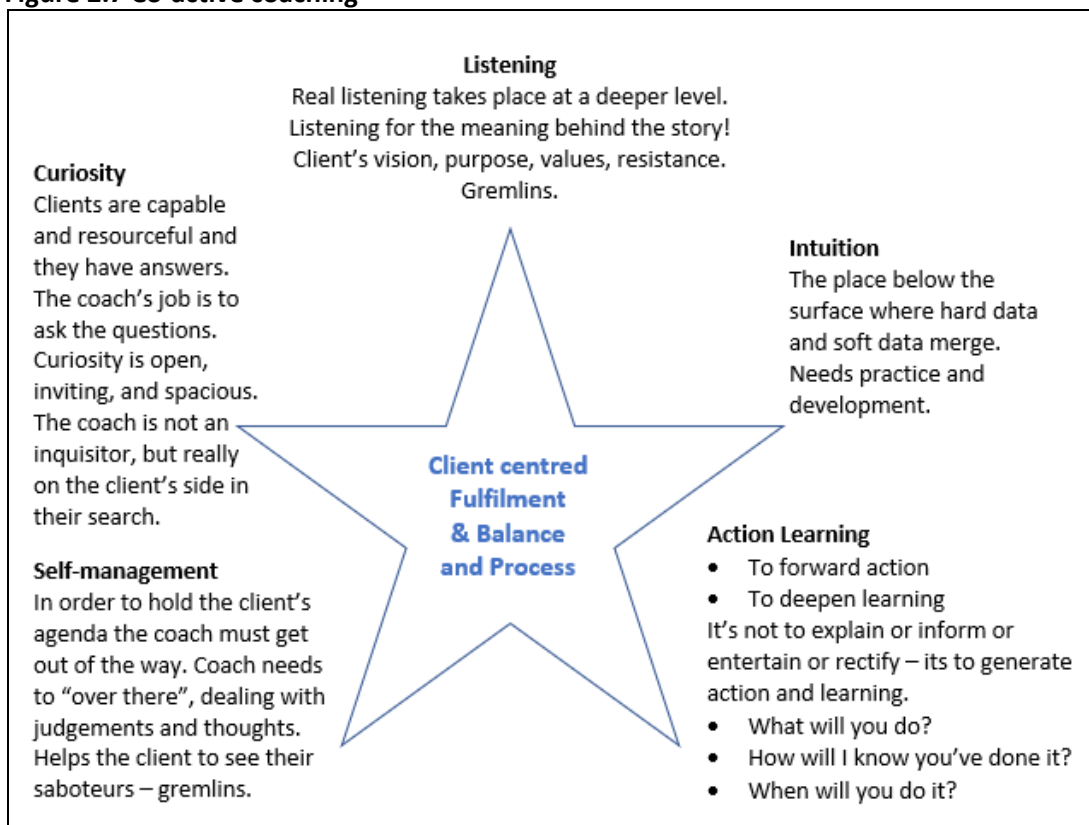 Listening
Real listening takes place at a deeper level.
Listening for the meaning behind the story!
Client's vision, purpose, values, resistance.
Gremlins.
Curiosity
Clients are capable
and resourceful and
they have answers.
The coach's job is to
ask the questions.
Curiosity is open,
inviting, and spacious.
The coach is not an
inquisitor, but really
on the client's side in
their search.
Intuition
The place below the
surface where hard data
and soft data merge.
Needs practice and
development.
Client centred
Fulfilment
& Balance
and Process
Self-management
In order to hold the client's
agenda the coach must get
out of the way. Coach needs
to "over there", dealing with
judgements and thoughts.
Helps the client to see their
saboteurs – gremlins.
Action Learning
• To forward action
• To deepen learning
It's not to explain or inform or
entertain or rectify – its to generate
action and learning.
• What will you do?
• How will I know you've done it?
• When will you do it?